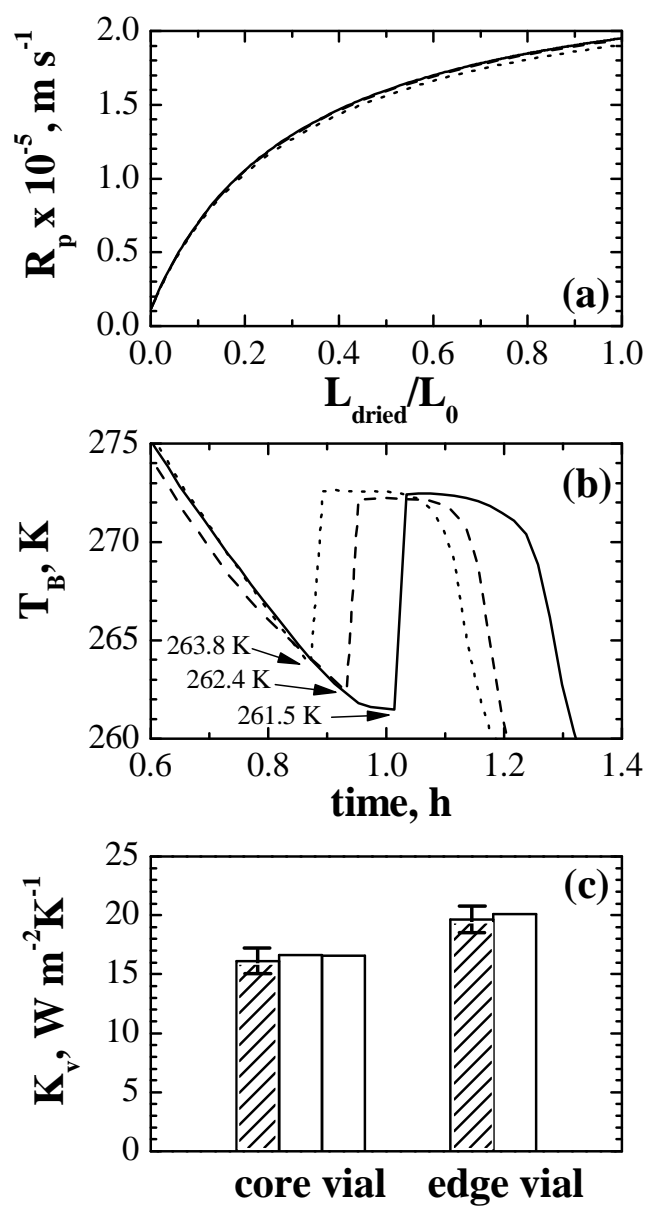 R_p x 10^-5, m s^-1
2.0
1.5
1.0
0.5
0.0
(a)
0.0 0.2 0.4 0.6 0.8 1.0
L_dried/L_0
T_B, K
275
270
265
260
(b)
263.8 K
262.4 K
261.5 K
0.6 0.8 1.0 1.2 1.4
time, h
K_v, W m^-2 K^-1
25
20
15
10
5
0
(c)
core vial edge vial